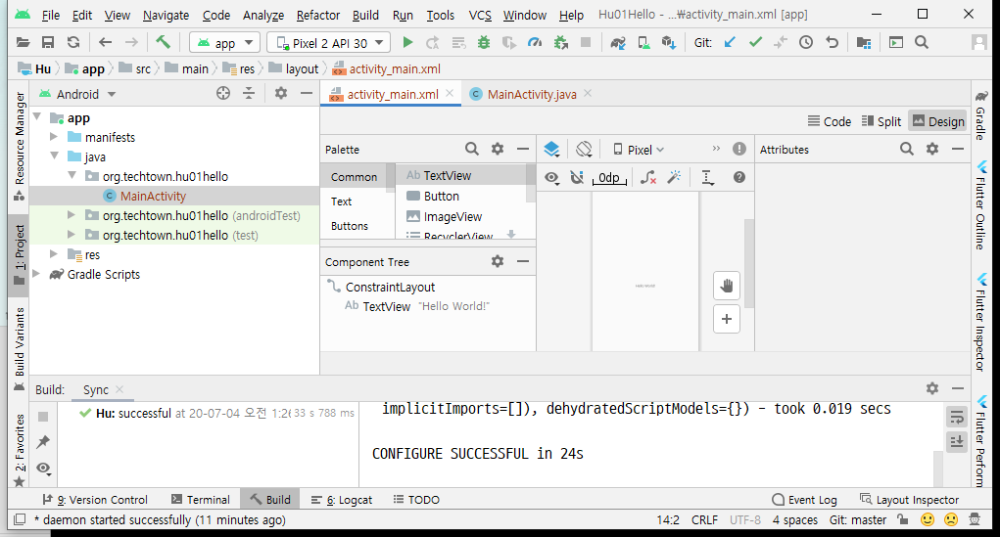 File Edit View Navigate Code Analyze Refactor Build Run Tools VCS Window Help Hu01Hello - ...₩activity_main.xml [app]
app Pixel 2 API 30 Git:
Hu app src main res layout activity_main.xml
Resource Manager
1: Project
Build Variants
2: Favorites
Android
app
manifests
java
org.techtown.hu01hello
MainActivity
org.techtown.hu01hello (androidTest)
org.techtown.hu01hello (test)
res
Gradle Scripts
activity_main.xml MainActivity.java
Code Split Design
Palette
Common
Text
Buttons
Ab TextView
Button
ImageView
RecyclerView
Pixel
0dp
Attributes
Component Tree
ConstraintLayout
Ab TextView "Hello World!"
Hello World!
Gradle
Flutter Outline
Flutter Inspector
Flutter Perform
Build: Sync
Hu: successful at 20-07-04 오전 1:26 33 s 788 ms
implicitImports=[]), dehydratedScriptModels={}) - took 0.019 secs
CONFIGURE SUCCESSFUL in 24s
9: Version Control Terminal Build 6: Logcat TODO Event Log Layout Inspector
* daemon started successfully (11 minutes ago) 14:2 CRLF UTF-8 4 spaces Git: master